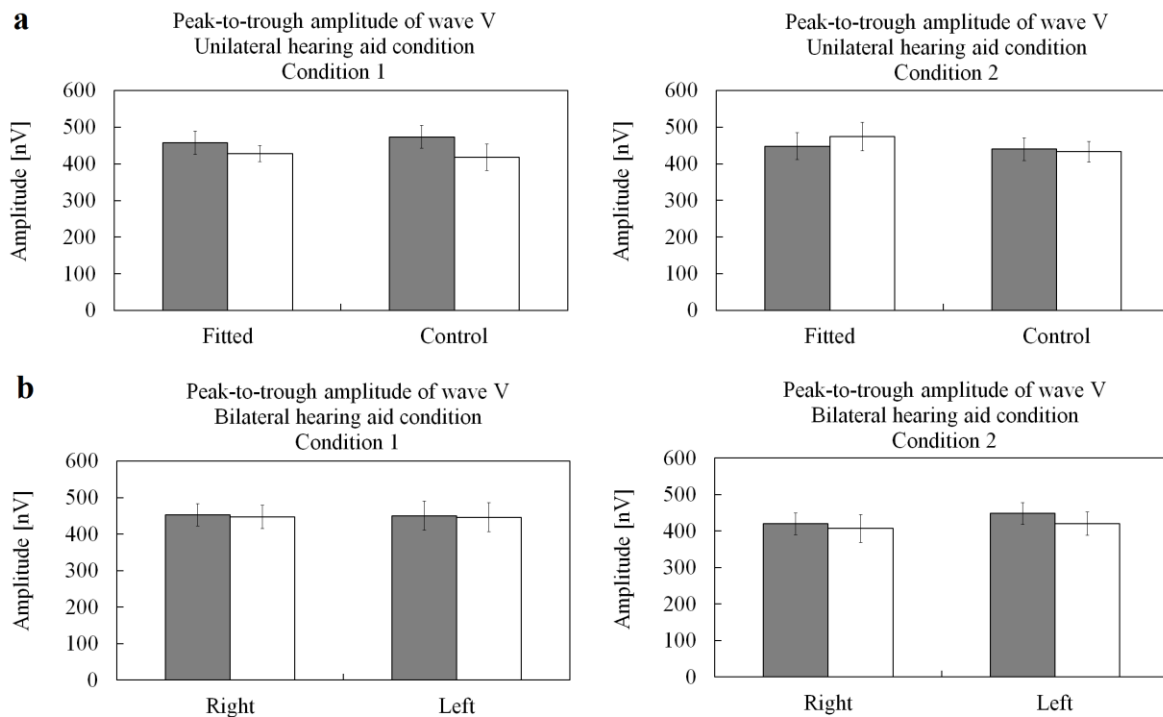 a
Peak-to-trough amplitude of wave V
Unilateral hearing aid condition
Condition 1
Amplitude [nV]
600
500
400
300
200
100
0
Fitted Control
Peak-to-trough amplitude of wave V
Unilateral hearing aid condition
Condition 2
Amplitude [nV]
600
500
400
300
200
100
0
Fitted Control
b
Peak-to-trough amplitude of wave V
Bilateral hearing aid condition
Condition 1
Amplitude [nV]
600
500
400
300
200
100
0
Right Left
Peak-to-trough amplitude of wave V
Bilateral hearing aid condition
Condition 2
Amplitude [nV]
600
500
400
300
200
100
0
Right Left